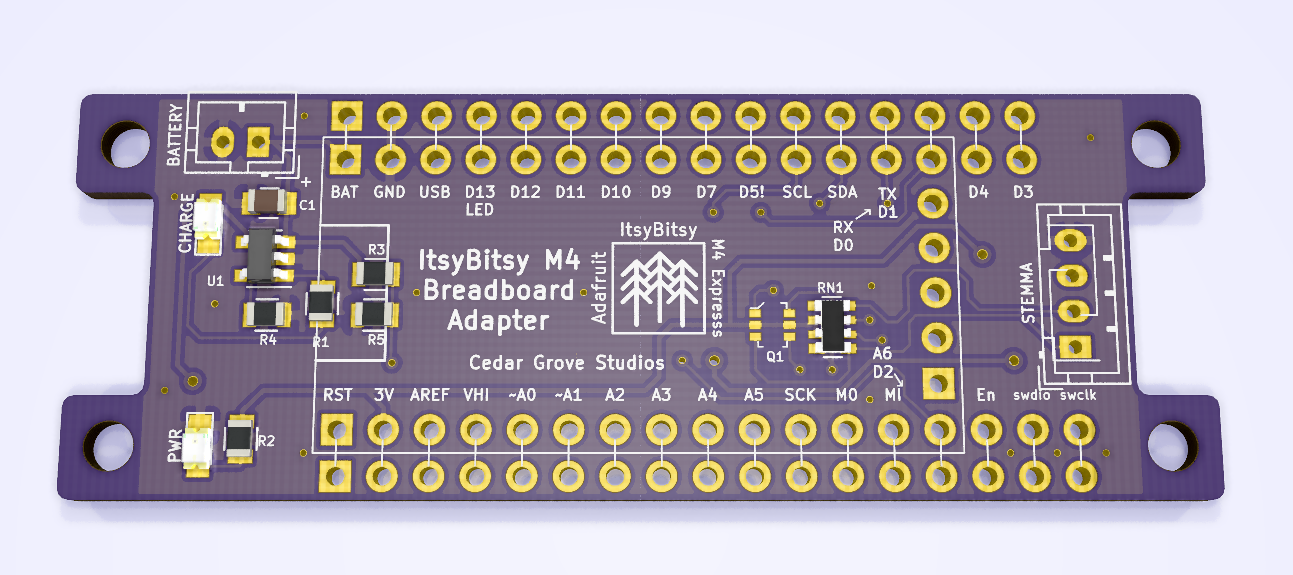 BATTERY
+
C1
CHARGE
U1
R4
R1
R3
R5
PWR
R2
BAT GND USB D13 D12 D11 D10 D9 D7 D5! SCL SDA TX D4 D3
LED
D1
RX
D0
ItsyBitsy M4
Breadboard
Adapter
ItsyBitsy
Adafruit
M4 Expresss
Cedar Grove Studios
Q1
RN1
STEMMA
A6
D2
RST 3V AREF VHI ~A0 ~A1 A2 A3 A4 A5 SCK MO MI En swdio swclk